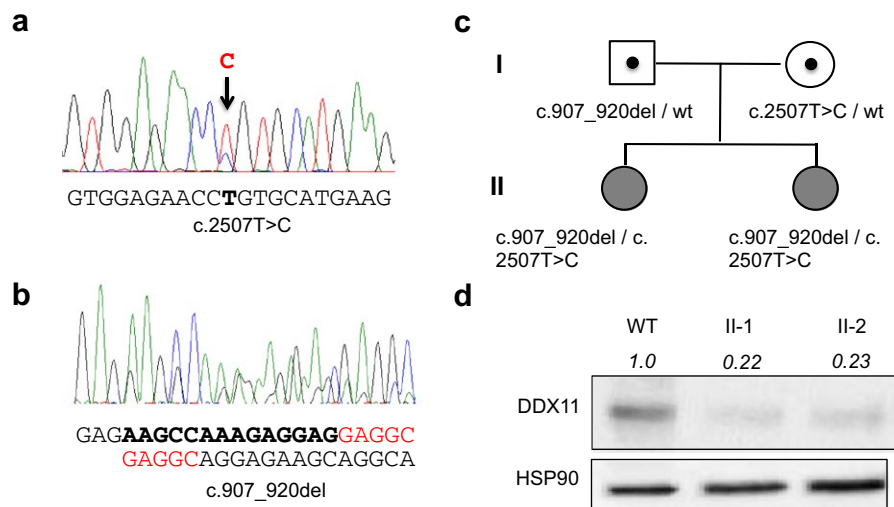 a
C
GTGGAGAACCTGTGCATGAAG
c.2507T>C
b
GAGAAGCCAAAGAGGAGGAGGC
GAGGCAGGAGAAGCAGGCA
c.907_920del
c
I
c.907_920del / wt
c.2507T>C / wt
II
c.907_920del / c.
2507T>C
c.907_920del / c.
2507T>C
d
WT
II-1
II-2
1.0
0.22
0.23
DDX11
HSP90